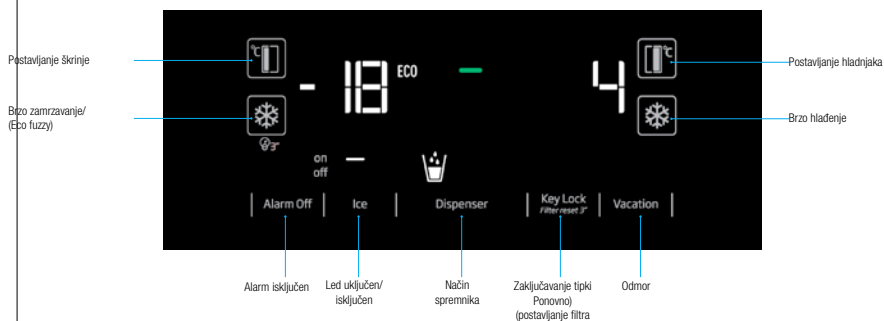 °C
°C
Postavljanje škrinje
- 18 ECO
4
Postavljanje hladnjaka
Brzo zamrzavanje/
(Eco fuzzy)
Brzo hlađenje
3"
on
off
Alarm Off
Ice
Dispenser
Key Lock
Filter reset 3"
Vacation
Alarm isključen
Led uključen/
isključen
Način
spremnika
Zaključavanje tipki
Ponovno)
(postavljanje filtra
Odmor